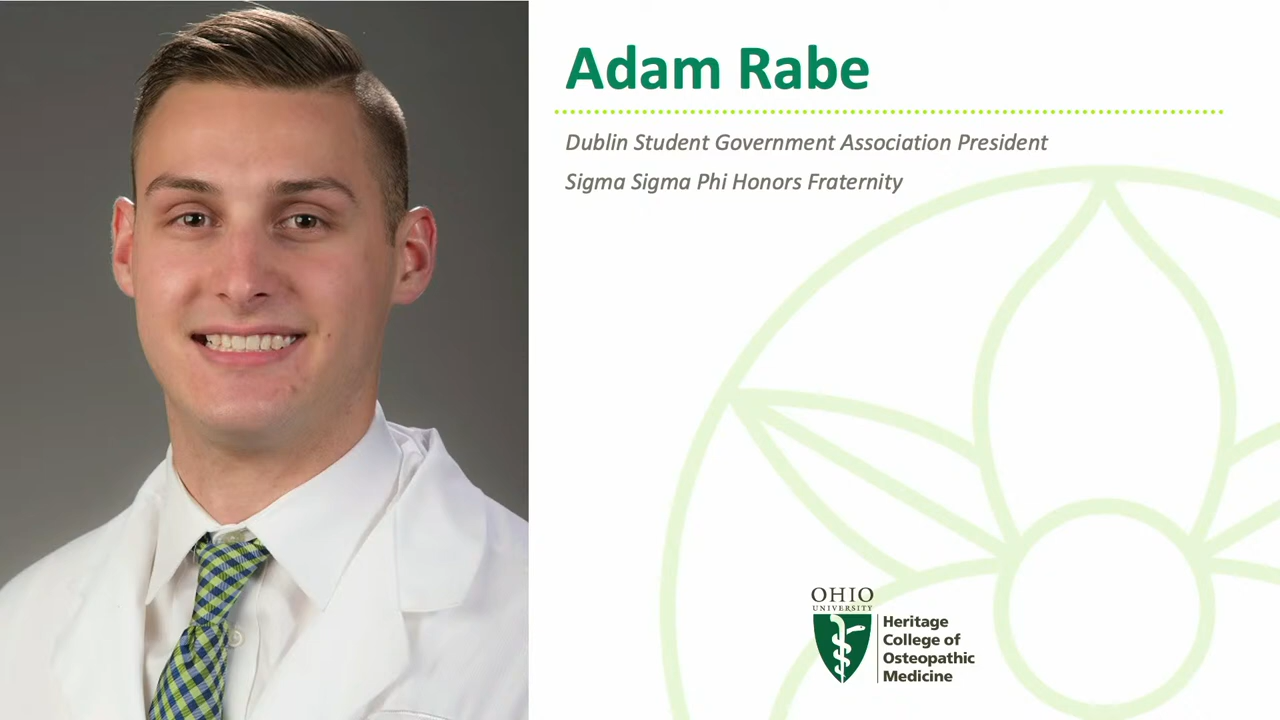 Adam Rabe
Dublin Student Government Association President
Sigma Sigma Phi Honors Fraternity
OHIO
UNIVERSITY
Heritage
College of
Osteopathic
Medicine